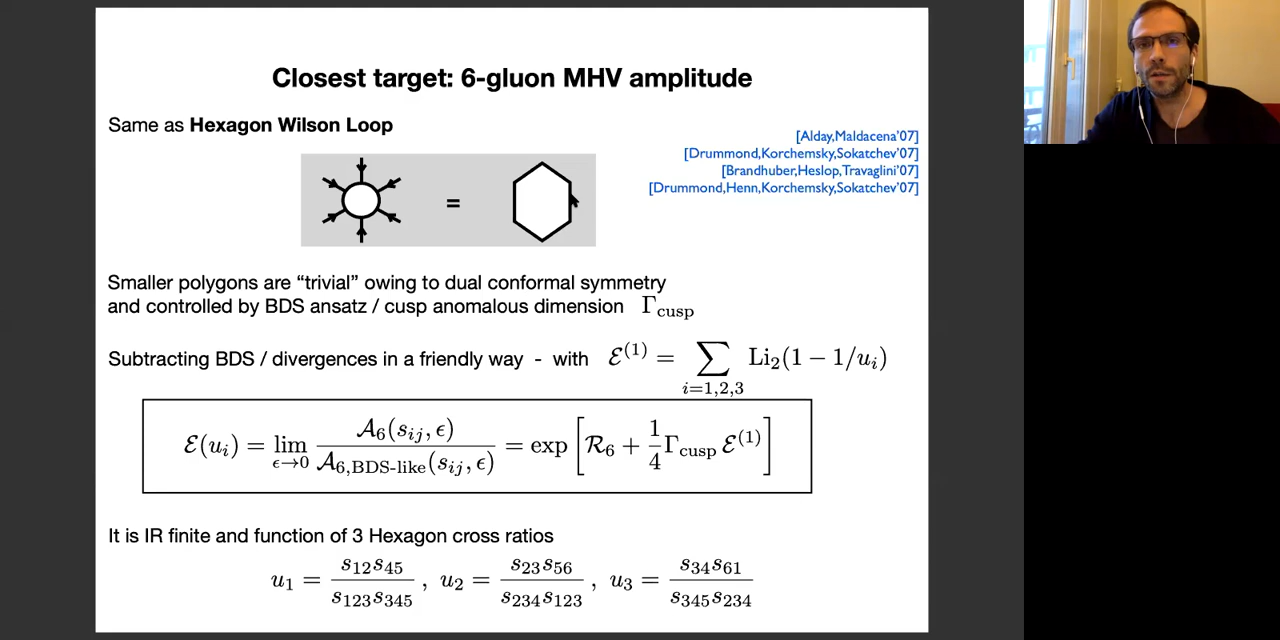 Closest target: 6-gluon MHV amplitude
Same as Hexagon Wilson Loop
[Alday,Maldacena'07]
[Drummond,Korchemsky,Sokatchev'07]
[Brandhuber,Heslop,Travaglini'07]
[Drummond,Henn,Korchemsky,Sokatchev'07]
=
Smaller polygons are “trivial” owing to dual conformal symmetry
and controlled by BDS ansatz / cusp anomalous dimension Γ_cusp
Subtracting BDS / divergences in a friendly way - with ℰ^(1) = ∑_{i=1,2,3} Li₂(1 − 1/u_i)
ℰ(u_i) = lim_{ϵ→0} 𝒜_6(s_ij, ϵ) / 𝒜_{6,BDS-like}(s_ij, ϵ) = exp [ℛ_6 + 1/4 Γ_cusp ℰ^(1)]
It is IR finite and function of 3 Hexagon cross ratios
u_1 = s_12 s_45 / s_123 s_345 , u_2 = s_23 s_56 / s_234 s_123 , u_3 = s_34 s_61 / s_345 s_234